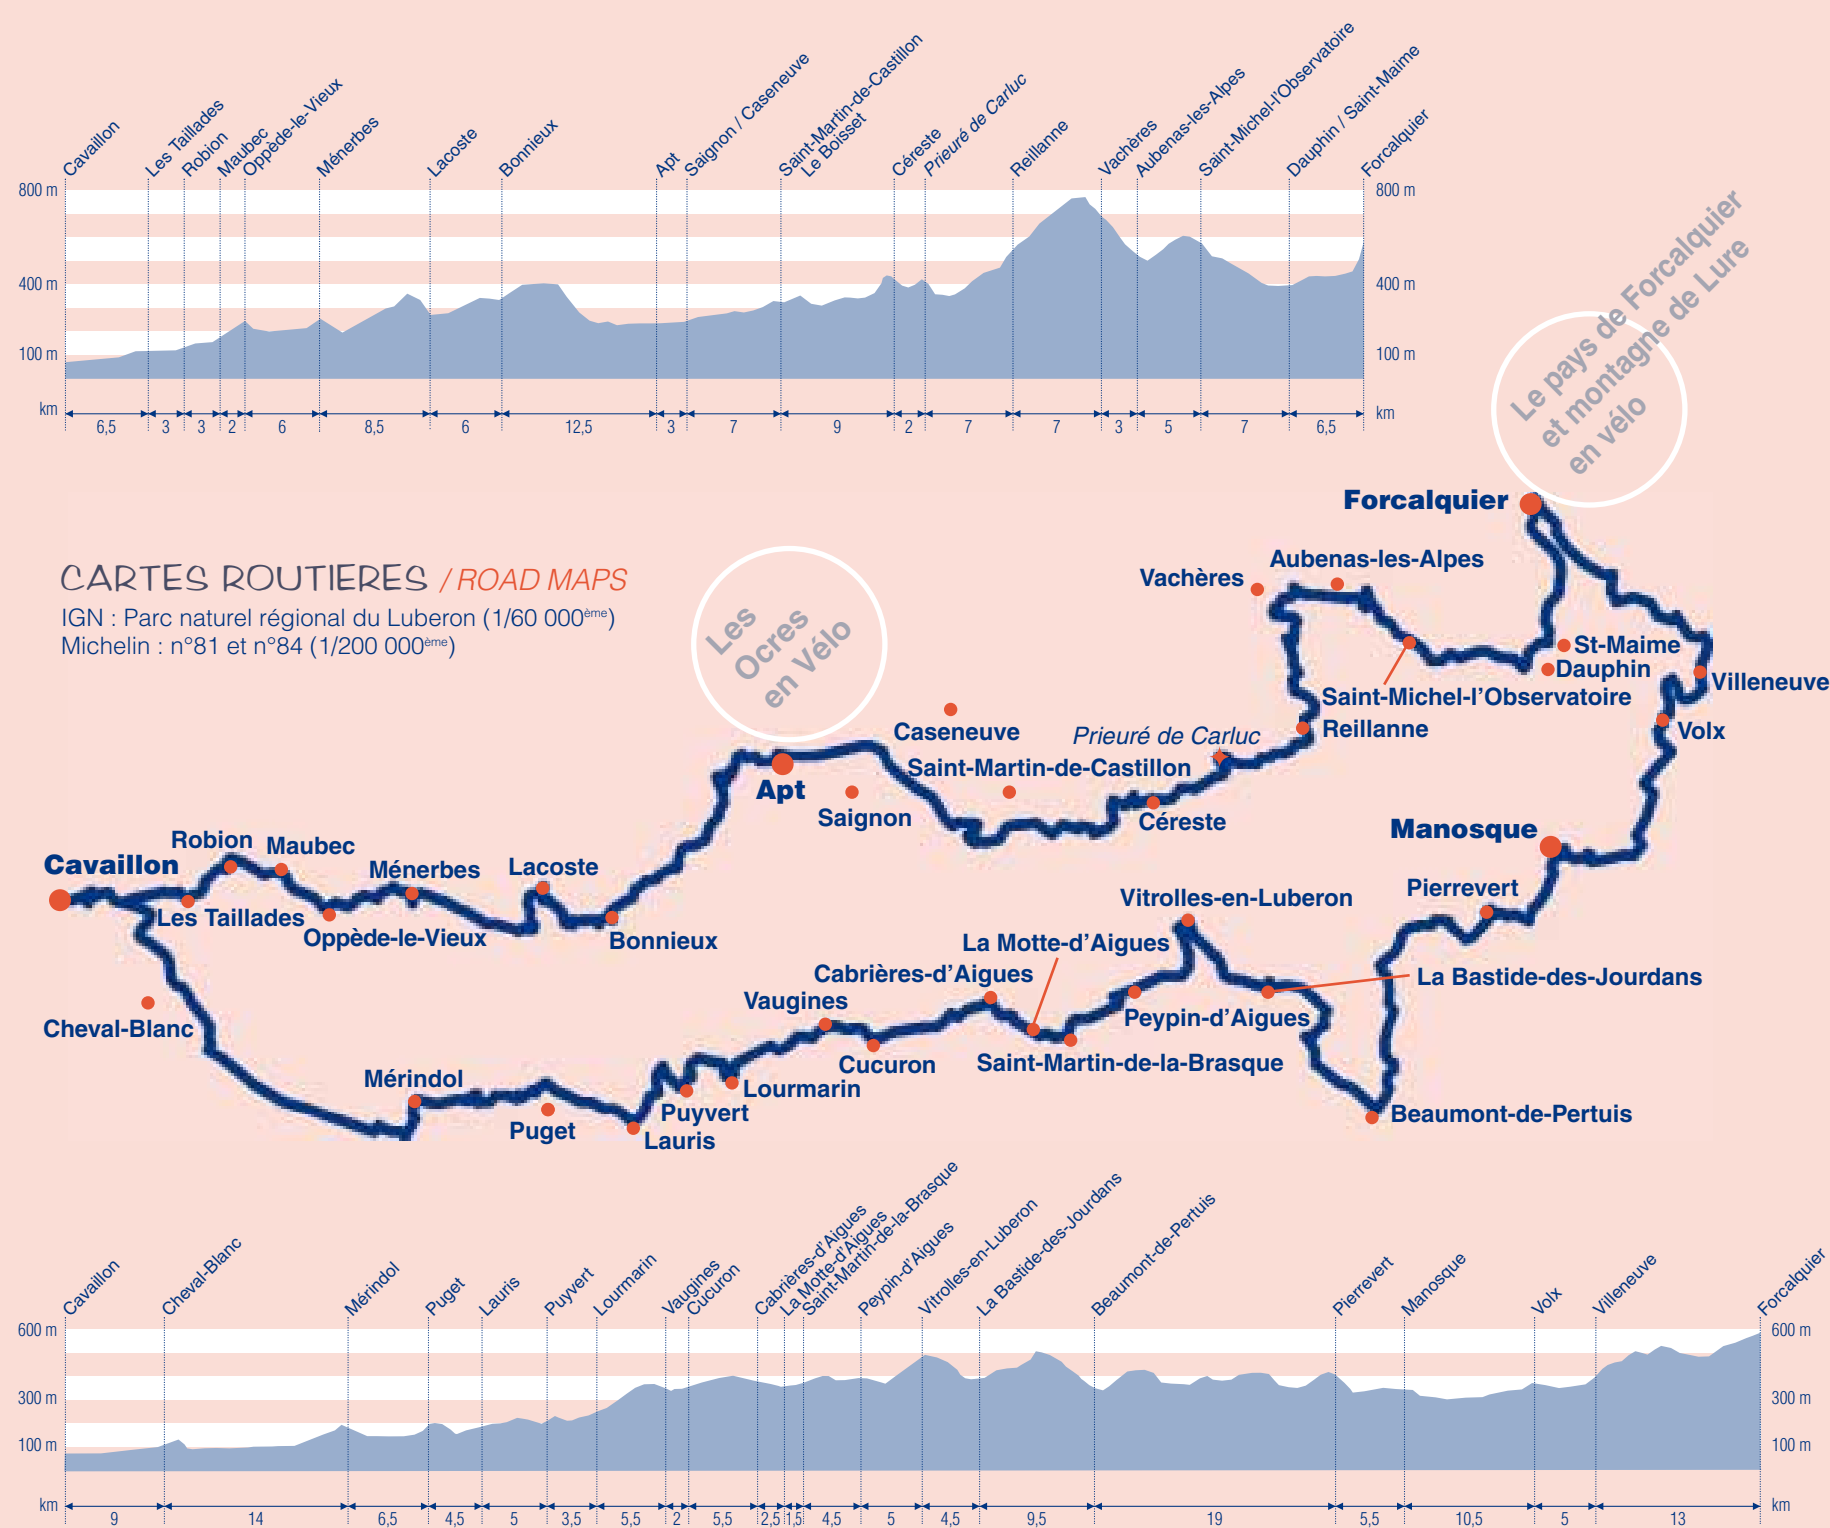 Cavaillon
Les Taillades
Robion
Maubec
Oppède-le-Vieux
Ménerbes
Lacoste
Bonnieux
Apt
Saignon / Caseneuve
Saint-Martin-de-Castillon
Le Boisset
Céreste
Prieuré de Carluc
Reillanne
Vachères
Aubenas-les-Alpes
Saint-Michel-l'Observatoire
Dauphin / Saint-Maime
Forcalquier
800 m
800 m
400 m
400 m
100 m
100 m
km
km
6,5 3 3 2 6 8,5 6 12,5 3 7 9 2 7 7 3 5 7 6,5
Le pays de Forcalquier
et montagne de Lure
en vélo
CARTES ROUTIERES / ROAD MAPS
IGN : Parc naturel régional du Luberon (1/60 000ème)
Michelin : n°81 et n°84 (1/200 000ème)
Les
Ocres
en Vélo
Forcalquier
Aubenas-les-Alpes
Vachères
St-Maime
Dauphin
Villeneuve
Saint-Michel-l'Observatoire
Reillanne
Volx
Caseneuve
Prieuré de Carluc
Saint-Martin-de-Castillon
Apt
Saignon
Céreste
Manosque
Robion
Maubec
Cavaillon
Ménerbes
Lacoste
Pierrevert
Vitrolles-en-Luberon
Les Taillades
Oppède-le-Vieux
Bonnieux
La Motte-d'Aigues
Cabrières-d'Aigues
La Bastide-des-Jourdans
Vaugines
Cheval-Blanc
Peypin-d'Aigues
Cucuron
Saint-Martin-de-la-Brasque
Mérindol
Lourmarin
Puyvert
Beaumont-de-Pertuis
Puget
Lauris
Cavaillon
Cheval-Blanc
Mérindol
Puget
Lauris
Puyvert
Lourmarin
Vaugines
Cucuron
Cabrières-d'Aigues
La Motte-d'Aigues
Saint-Martin-de-la-Brasque
Peypin-d'Aigues
Vitrolles-en-Luberon
La Bastide-des-Jourdans
Beaumont-de-Pertuis
Pierrevert
Manosque
Volx
Villeneuve
Forcalquier
600 m
600 m
300 m
300 m
100 m
100 m
km
km
9 14 6,5 4,5 5 3,5 5,5 2 5,5 2,5 1,5 4,5 5 4,5 9,5 19 5,5 10,5 5 13